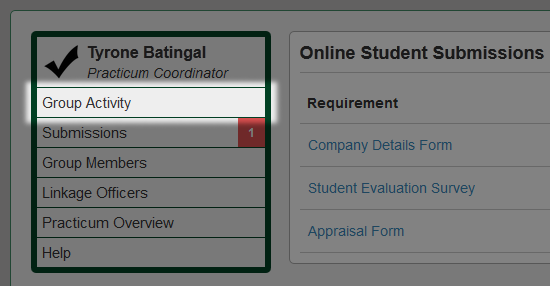 Tyrone Batingal
Practicum Coordinator
Group Activity
Submissions 1
Group Members
Linkage Officers
Practicum Overview
Help
Online Student Submissions
Requirement
Company Details Form
Student Evaluation Survey
Appraisal Form